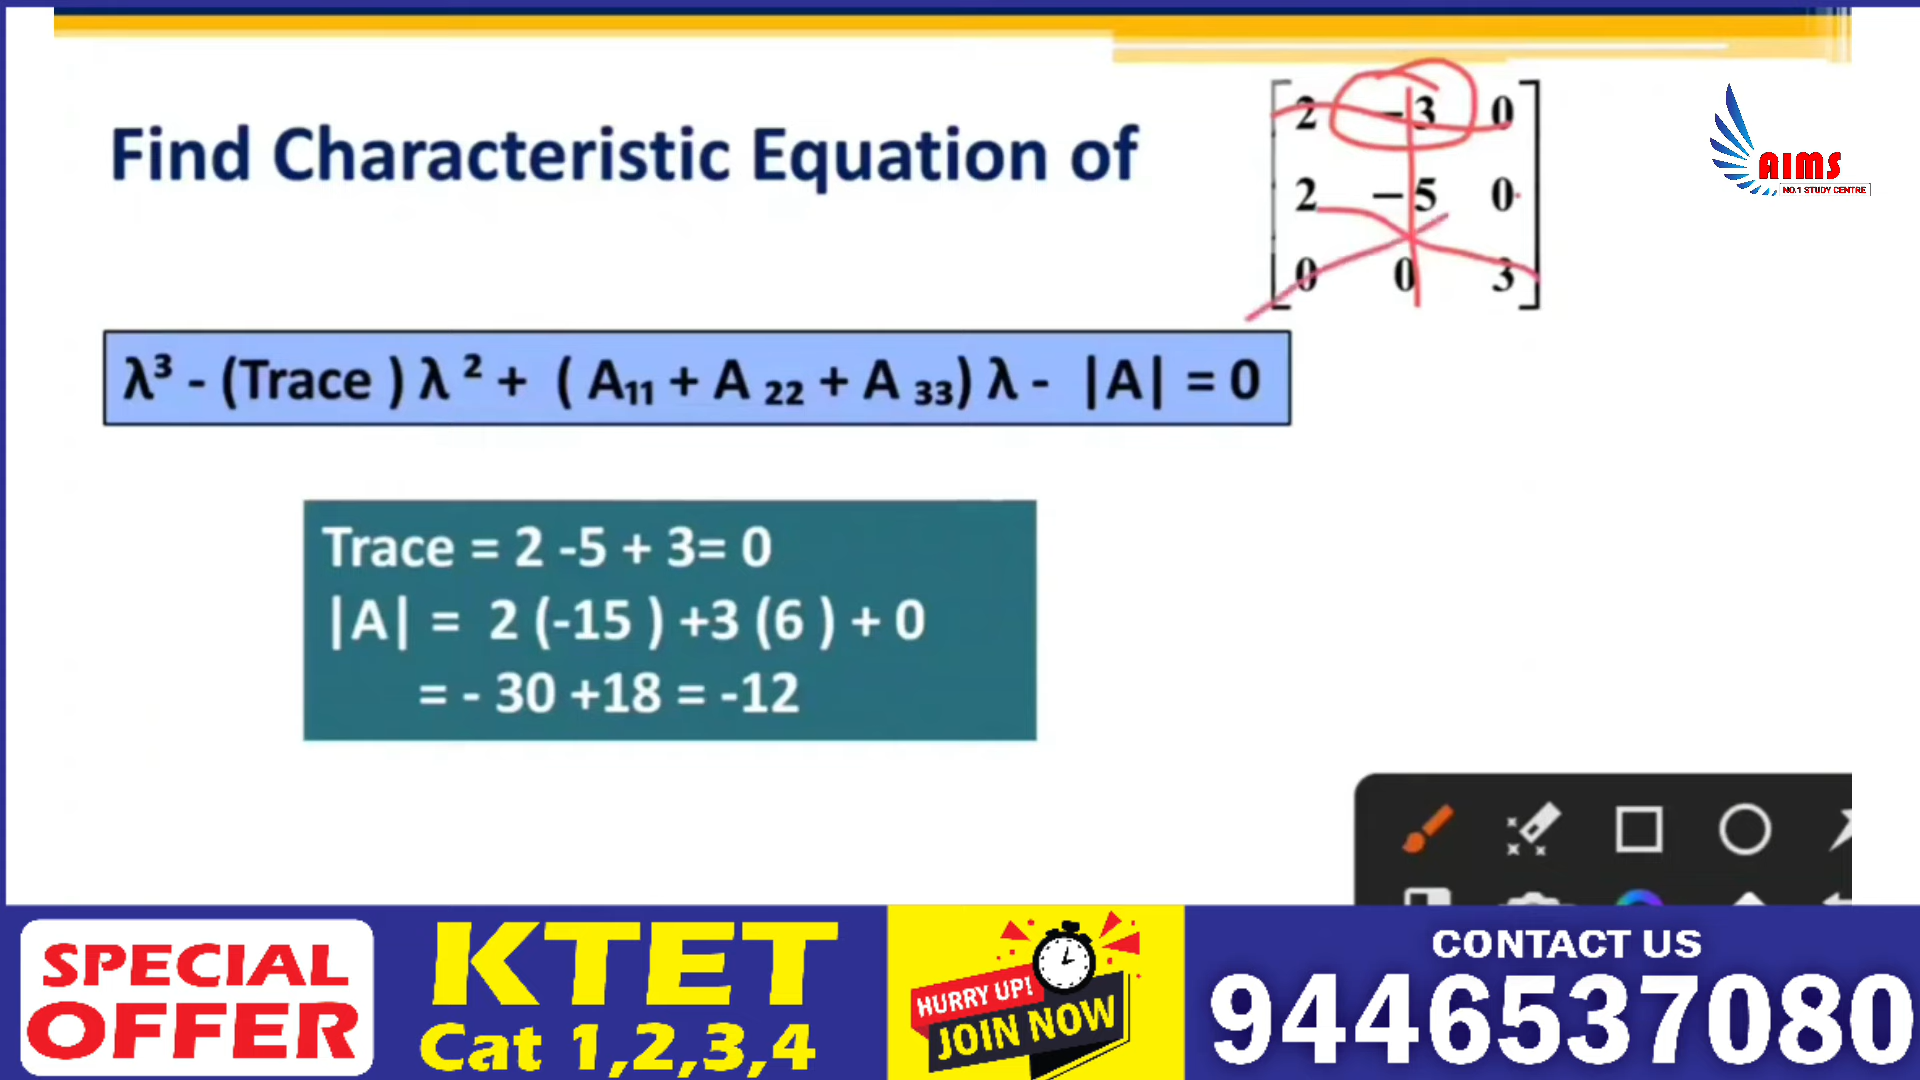 Find Characteristic Equation of
2 −3 0
2 −5 0
0 0 3
AIMS
NO.1 STUDY CENTRE
λ³ - (Trace ) λ ² + ( A₁₁ + A ₂₂ + A ₃₃) λ - |A| = 0
Trace = 2 -5 + 3= 0
|A| = 2 (-15 ) +3 (6 ) + 0
= - 30 +18 = -12
SPECIAL
OFFER
KTET
Cat 1,2,3,4
HURRY UP!
JOIN NOW
CONTACT US
9446537080